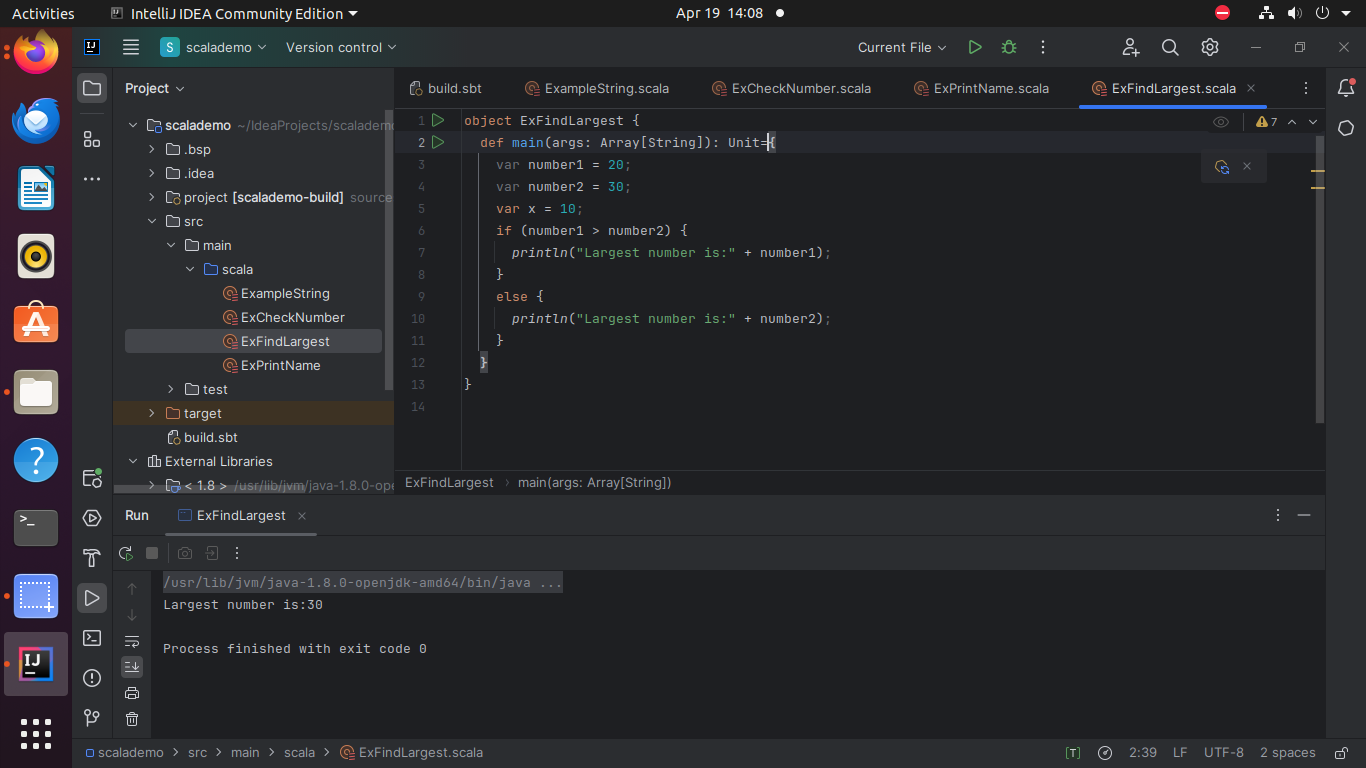 Activities IntelliJ IDEA Community Edition Apr 19 14:08
S scalademo Version control Current File
Project build.sbt ExampleString.scala ExCheckNumber.scala ExPrintName.scala ExFindLargest.scala
scalademo ~/IdeaProjects/scalademo
.bsp
.idea
project [scalademo-build] source
src
main
scala
ExampleString
ExCheckNumber
ExFindLargest
ExPrintName
test
target
build.sbt
External Libraries
< 1.8 > /usr/lib/jvm/java-1.8.0-ope
1 object ExFindLargest {
2 def main(args: Array[String]): Unit={
3 var number1 = 20;
4 var number2 = 30;
5 var x = 10;
6 if (number1 > number2) {
7 println("Largest number is:" + number1);
8 }
9 else {
10 println("Largest number is:" + number2);
11 }
12 }
13 }
14
7
ExFindLargest main(args: Array[String])
Run ExFindLargest
/usr/lib/jvm/java-1.8.0-openjdk-amd64/bin/java ...
Largest number is:30
Process finished with exit code 0
scalademo src main scala ExFindLargest.scala [T] 2:39 LF UTF-8 2 spaces